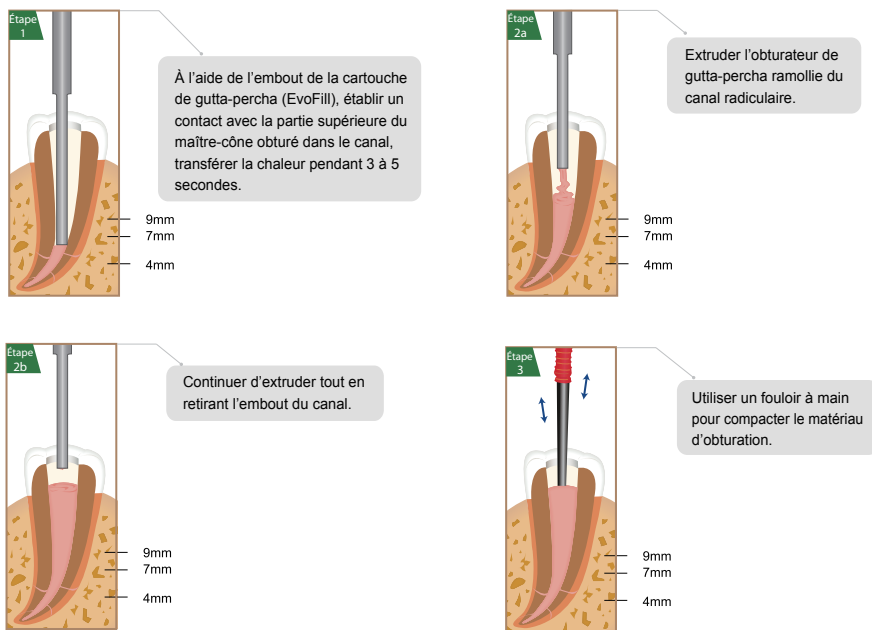 Étape
1
À l'aide de l'embout de la cartouche
de gutta-percha (EvoFill), établir un
contact avec la partie supérieure du
maître-cône obturé dans le canal,
transférer la chaleur pendant 3 à 5
secondes.
9mm
7mm
4mm
Étape
2a
Extruder l'obturateur de
gutta-percha ramollie du
canal radiculaire.
9mm
7mm
4mm
Étape
2b
Continuer d'extruder tout en
retirant l'embout du canal.
9mm
7mm
4mm
Étape
3
Utiliser un fouloir à main
pour compacter le matériau
d'obturation.
9mm
7mm
4mm